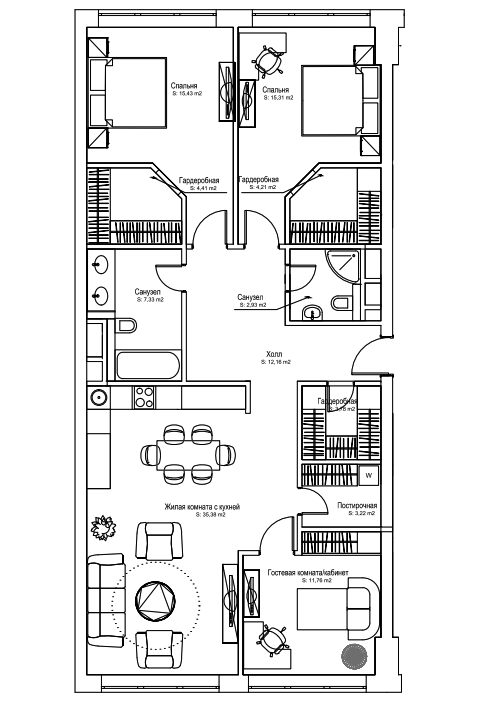 Спальня
S: 15,43 m2
Спальня
S: 15,31 m2
Гардеробная
S: 4,41 m2
Гардеробная
S: 4,21 m2
Санузел
S: 7,33 m2
Санузел
S: 2,93 m2
Холл
S: 12,16 m2
Гардеробная
S: 3,78 m2
W
Жилая комната с кухней
S: 35,38 m2
Постирочная
S: 3,22 m2
Гостевая комната/кабинет
S: 11,76 m2